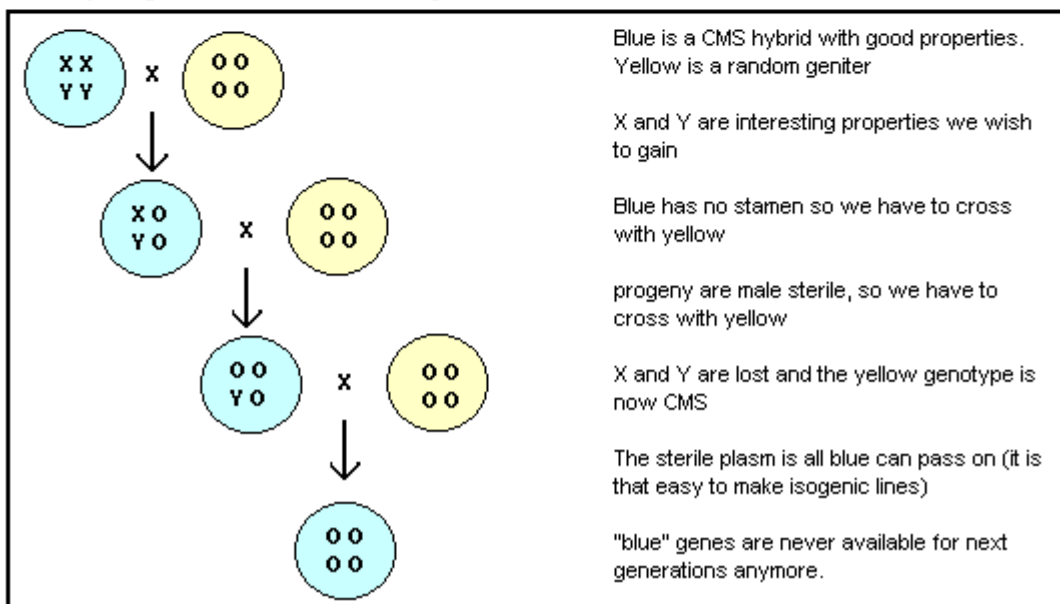 X X
Y Y
X
O O
O O
X O
Y O
X
O O
O O
O O
Y O
X
O O
O O
O O
O O
Blue is a CMS hybrid with good properties.
Yellow is a random geniter
X and Y are interesting properties we wish
to gain
Blue has no stamen so we have to cross
with yellow
progeny are male sterile, so we have to
cross with yellow
X and Y are lost and the yellow genotype is
now CMS
The sterile plasm is all blue can pass on (it is
that easy to make isogenic lines)
"blue" genes are never available for next
generations anymore.